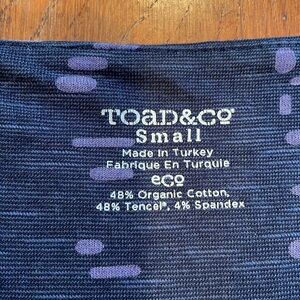 TOAD&CO
Small
Made In Turkey
Fabrique En Turquie
eco
48% Organic Cotton,
48% Tencel®, 4% Spandex